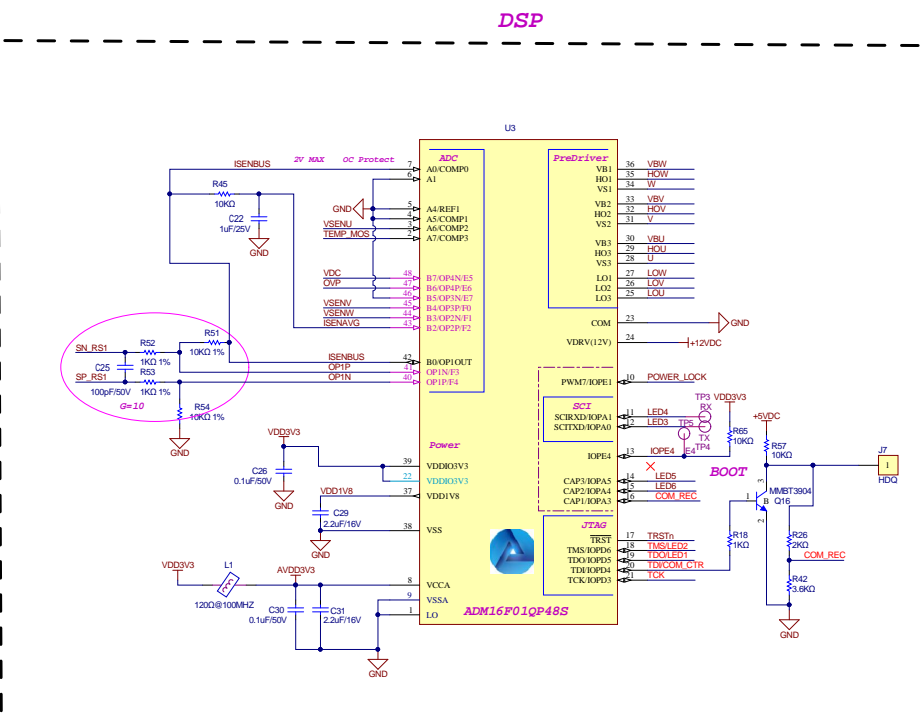 DSP
U3
ISENBUS 2V MAX OC Protect 7 A0/COMP0 ADC PreDriver VB1 36 VBW
6 A1 HO1 35 HOW
VS1 34 W
R45
10KΩ
C22
1uF/25V
GND
GND 5 A4/REF1 VB2 33 VBV
4 A5/COMP1 HO2 32 HOV
VSENU 3 A6/COMP2 VS2 31 V
TEMP_MOS 2 A7/COMP3
VB3 30 VBU
HO3 29 HOU
VS3 28 U
VDC 48 B7/OP4N/E5 LO1 27 LOW
OVP 47 B6/OP4P/E6 LO2 26 LOV
46 B5/OP3N/E7 LO3 25 LOU
VSENV 45 B4/OP3P/F0
VSENW 44 B3/OP2N/F1
ISENAVG 43 B2/OP2P/F2
COM 23 GND
VDRV(12V) 24 +12VDC
R51
10KΩ 1%
SN_RS1 R52
1KΩ 1%
C25
100pF/50V
SP_RS1 R53
1KΩ 1%
G=10
R54
10KΩ 1%
GND
ISENBUS 42 B0/OP1OUT
OP1P 41 OP1N/F3
OP1N 40 OP1P/F4
PWM7/IOPE1 10 POWER_LOCK
SCI
SCIRXD/IOPA1 11 LED4
SCITXD/IOPA0 12 LED3
TP3
RX
TP5
TX
TP4
VDD3V3
R65
10KΩ
+5VDC
R57
10KΩ
J7
1
HDQ
IOPE4 13 IOPE4 E4
BOOT
Power
VDD3V3
C26
0.1uF/50V
GND
39 VDDIO3V3
22 VDDIO3V3
VDD1V8 37 VDD1V8
C29
2.2uF/16V
GND
38 VSS
CAP3/IOPA5 14 LED5
CAP2/IOPA4 15 LED6
CAP1/IOPA3 16 COM_REC
3
MMBT3904
1 B Q16
2
JTAG
TRST 17 TRSTn
TMS/IOPD6 18 TMS/LED2
TDO/IOPD5 19 TDO/LED1
TDI/IOPD4 20 TDI/COM_CTR
TCK/IOPD3 21 TCK
R18
1KΩ
R26
2KΩ
COM_REC
R42
3.6KΩ
GND
VDD3V3
L1
120Ω@100MHZ
AVDD3V3
C30
0.1uF/50V
C31
2.2uF/16V
GND
8 VCCA
9 VSSA
1 LO
ADM16F01QP48S